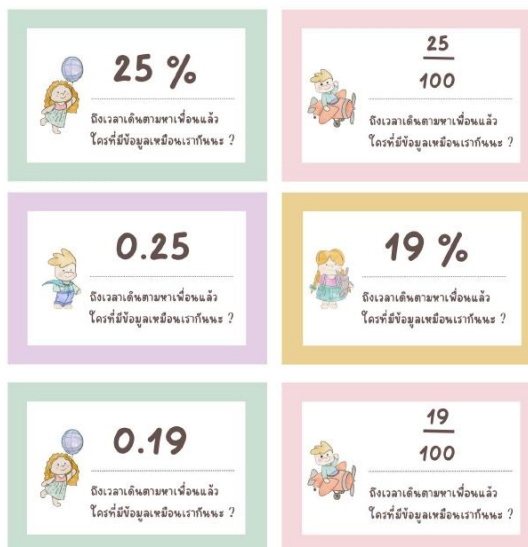 25 %
ถึงเวลาเดินตามหาเพื่อนแล้ว
ใครที่มีข้อมูลเหมือนเรากันนะ ?
25
100
ถึงเวลาเดินตามหาเพื่อนแล้ว
ใครที่มีข้อมูลเหมือนเรากันนะ ?
0.25
ถึงเวลาเดินตามหาเพื่อนแล้ว
ใครที่มีข้อมูลเหมือนเรากันนะ ?
19 %
ถึงเวลาเดินตามหาเพื่อนแล้ว
ใครที่มีข้อมูลเหมือนเรากันนะ ?
0.19
ถึงเวลาเดินตามหาเพื่อนแล้ว
ใครที่มีข้อมูลเหมือนเรากันนะ ?
19
100
ถึงเวลาเดินตามหาเพื่อนแล้ว
ใครที่มีข้อมูลเหมือนเรากันนะ ?